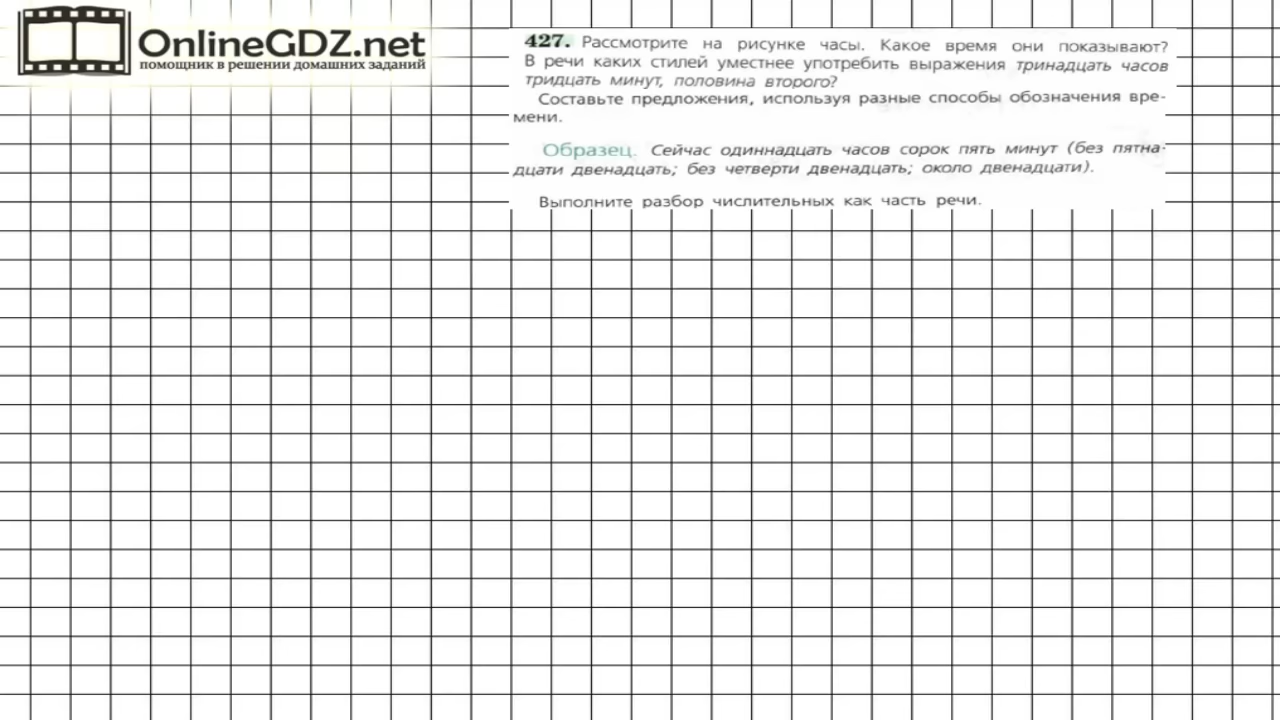 OnlineGDZ.net
помощник в решении домашних заданий
427. Рассмотрите на рисунке часы. Какое время они показывают?
В речи каких стилей уместнее употребить выражения тринадцать часов
тридцать минут, половина второго?
Составьте предложения, используя разные способы обозначения вре-
мени.
Образец. Сейчас одиннадцать часов сорок пять минут (без пятна-
дцати двенадцать; без четверти двенадцать; около двенадцати).
Выполните разбор числительных как часть речи.